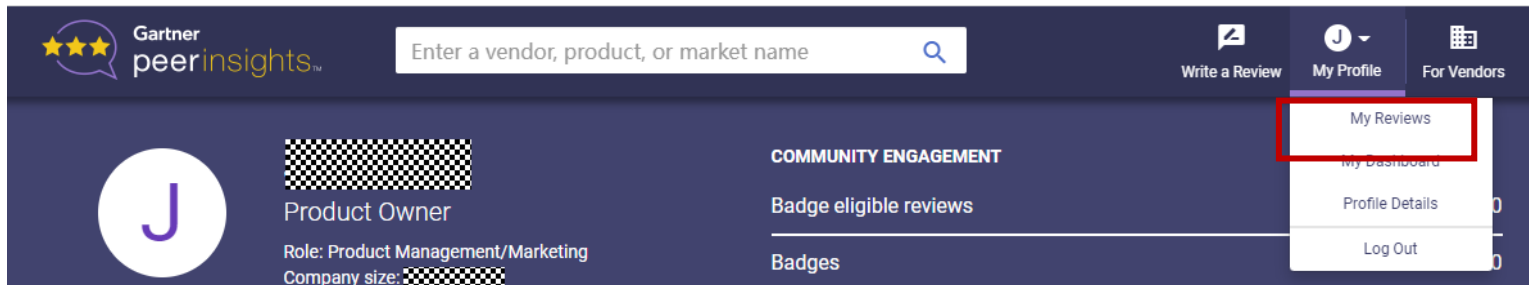 Gartner
peerinsights™
Enter a vendor, product, or market name
Write a Review
J
My Profile
For Vendors
My Reviews
My Dashboard
Profile Details
Log Out
J
Product Owner
Role: Product Management/Marketing
Company size:
COMMUNITY ENGAGEMENT
Badge eligible reviews
0
Badges
0